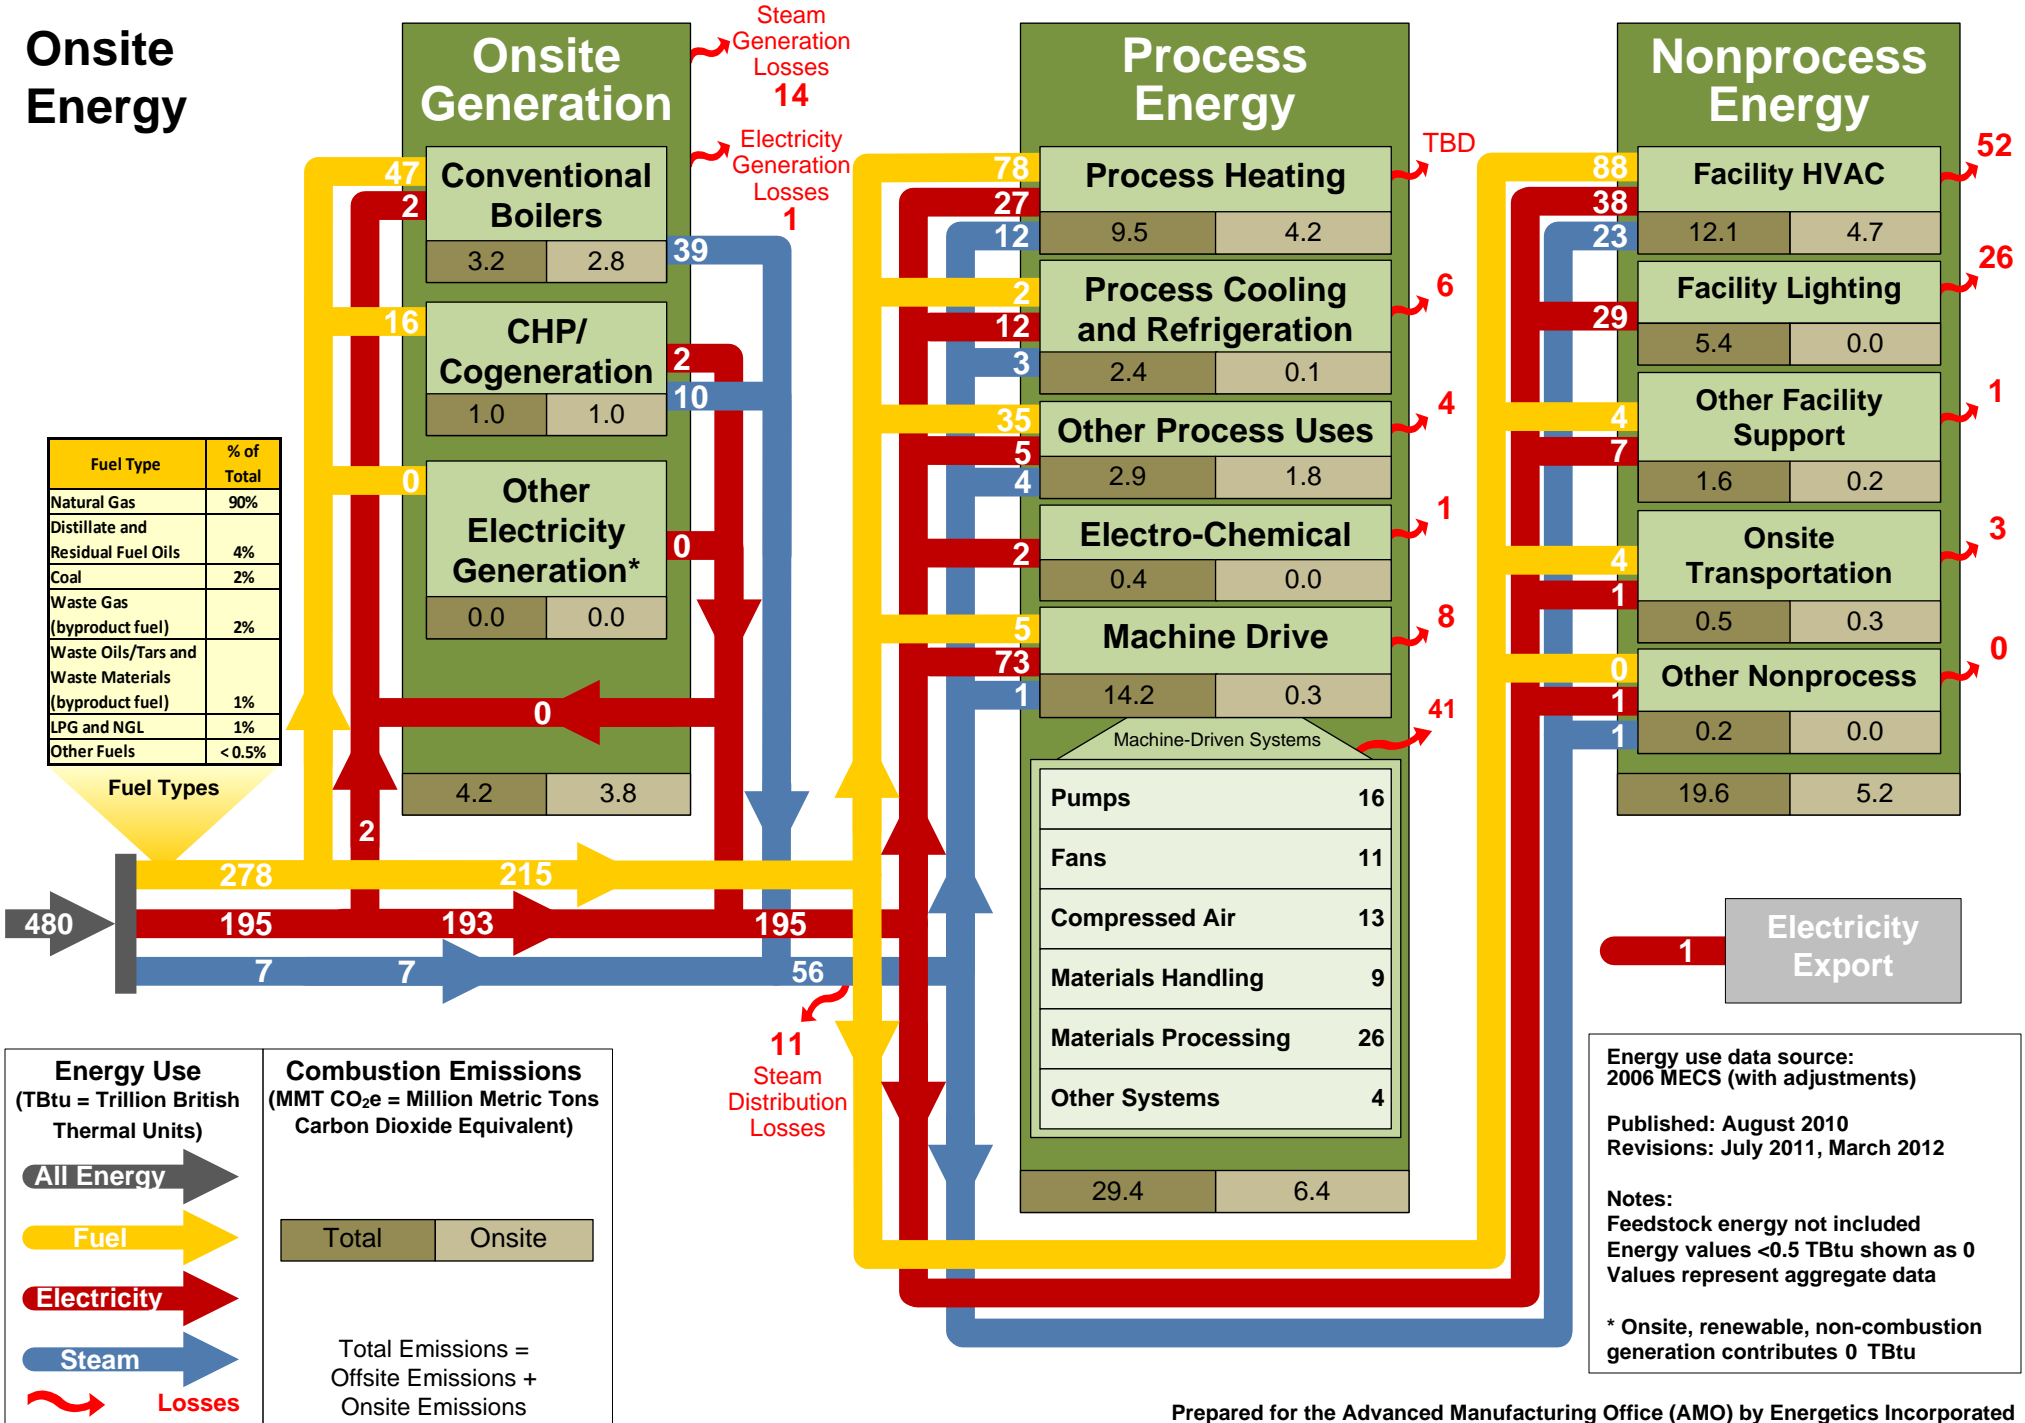 Onsite
Energy
Onsite
Generation
Steam
Generation
Losses
14
Electricity
Generation
Losses
1
47
2
Conventional
Boilers
3.2 2.8
39
16
CHP/
Cogeneration
1.0 1.0
2
10
0
Other
Electricity
Generation*
0.0 0.0
0
0
4.2 3.8
2
Fuel Type % of
Total
Natural Gas 90%
Distillate and
Residual Fuel Oils 4%
Coal 2%
Waste Gas
(byproduct fuel) 2%
Waste Oils/Tars and
Waste Materials
(byproduct fuel) 1%
LPG and NGL 1%
Other Fuels < 0.5%
Fuel Types
480
278 215
195 193 195
7 7 56
11
Steam
Distribution
Losses
Process
Energy
78
27
12
Process Heating
9.5 4.2
TBD
2
12
3
Process Cooling
and Refrigeration
2.4 0.1
6
35
5
4
Other Process Uses
2.9 1.8
4
2
Electro-Chemical
0.4 0.0
1
5
73
1
Machine Drive
14.2 0.3
8
Machine-Driven Systems
41
Pumps 16
Fans 11
Compressed Air 13
Materials Handling 9
Materials Processing 26
Other Systems 4
29.4 6.4
Nonprocess
Energy
88
38
23
Facility HVAC
12.1 4.7
52
29
Facility Lighting
5.4 0.0
26
4
7
Other Facility
Support
1.6 0.2
1
4
1
Onsite
Transportation
0.5 0.3
3
0
1
1
Other Nonprocess
0.2 0.0
0
19.6 5.2
1
Electricity
Export
Energy Use
(TBtu = Trillion British
Thermal Units)
All Energy
Fuel
Electricity
Steam
Losses
Combustion Emissions
(MMT CO₂e = Million Metric Tons
Carbon Dioxide Equivalent)
Total Onsite
Total Emissions =
Offsite Emissions +
Onsite Emissions
Energy use data source:
2006 MECS (with adjustments)
Published: August 2010
Revisions: July 2011, March 2012
Notes:
Feedstock energy not included
Energy values <0.5 TBtu shown as 0
Values represent aggregate data
* Onsite, renewable, non-combustion
generation contributes 0 TBtu
Prepared for the Advanced Manufacturing Office (AMO) by Energetics Incorporated